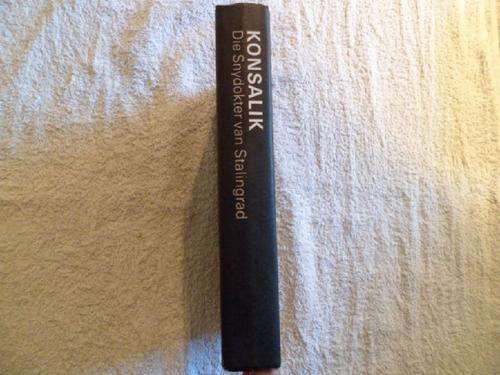 KONSALIK
Die Snydokter van Stalingrad